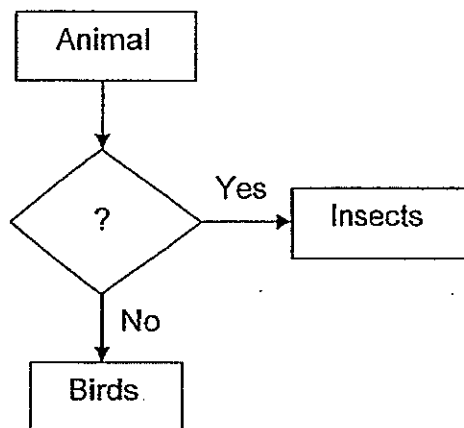 Animal
?
Yes
Insects
No
Birds